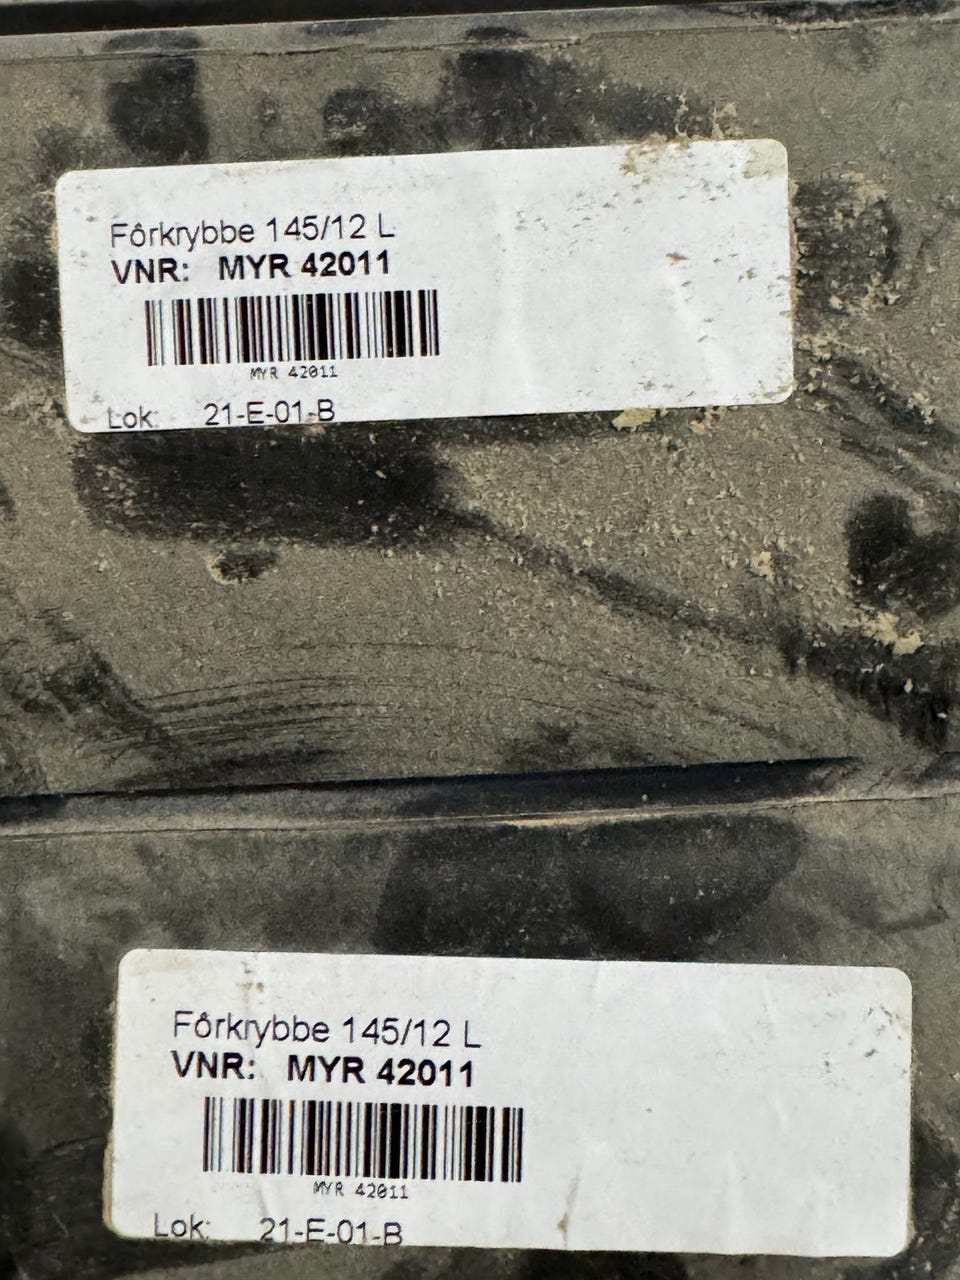 Fôrkrybbe 145/12 L
VNR: MYR 42011
MYR 42011
Lok: 21-E-01-B
Fôrkrybbe 145/12 L
VNR: MYR 42011
MYR 42011
Lok: 21-E-01-B